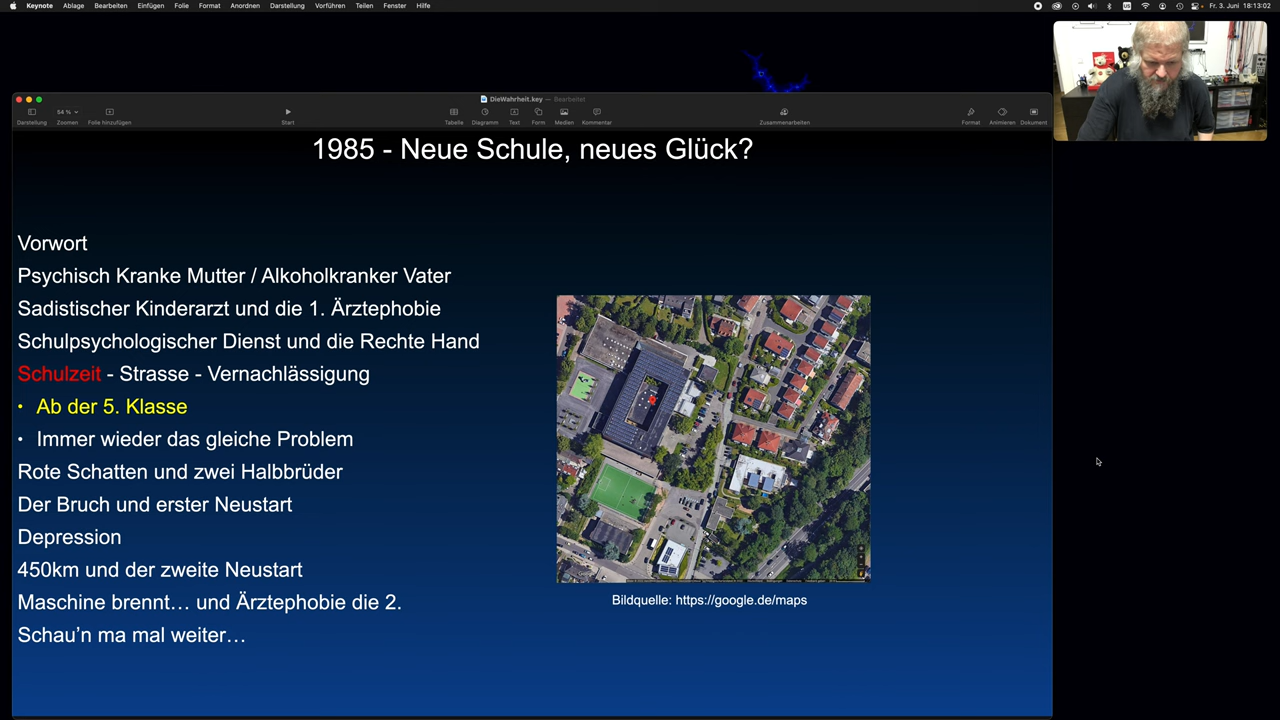 Keynote Ablage Bearbeiten Einfügen Folie Format Anordnen Darstellung Vorführen Teilen Fenster Hilfe
US
Fr. 3. Juni 18:13:02
DieWahrheit.key — Bearbeitet
54 %
Darstellung Zoomen Folie hinzufügen Start Tabelle Diagramm Text Form Medien Kommentar Zusammenarbeiten Format Animieren Dokument
1985 - Neue Schule, neues Glück?
Vorwort
Psychisch Kranke Mutter / Alkoholkranker Vater
Sadistischer Kinderarzt und die 1. Ärztephobie
Schulpsychologischer Dienst und die Rechte Hand
Schulzeit - Strasse - Vernachlässigung
• Ab der 5. Klasse
• Immer wieder das gleiche Problem
Rote Schatten und zwei Halbbrüder
Der Bruch und erster Neustart
Depression
450km und der zweite Neustart
Maschine brennt… und Ärztephobie die 2.
Schau’n ma mal weiter…
Bildquelle: https://google.de/maps